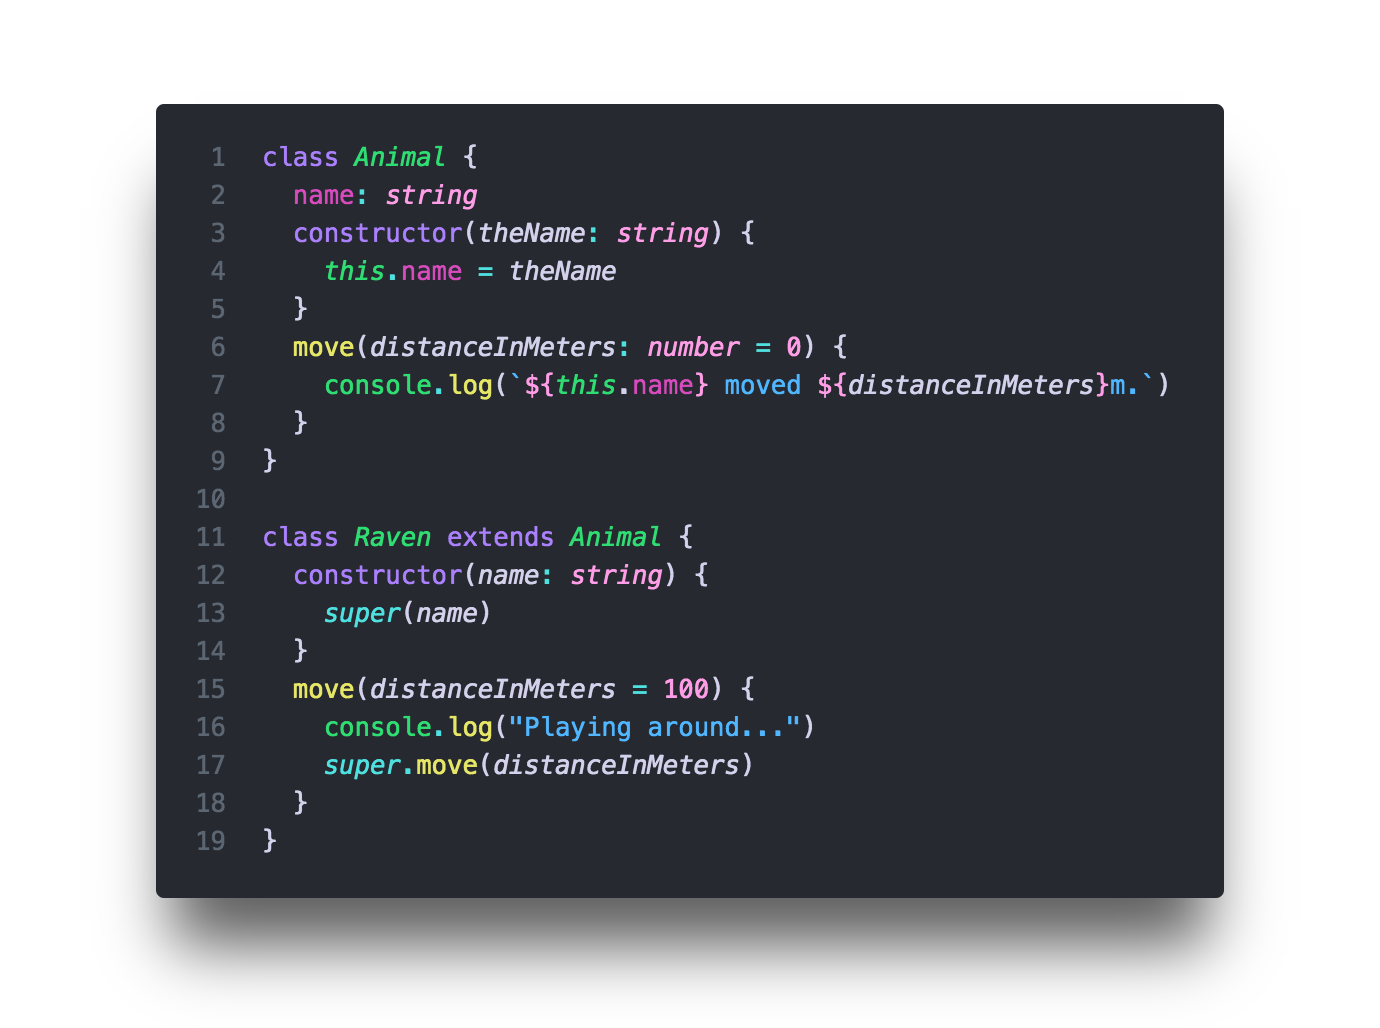 1 class Animal {
2   name: string
3   constructor(theName: string) {
4     this.name = theName
5   }
6   move(distanceInMeters: number = 0) {
7     console.log(`${this.name} moved ${distanceInMeters}m.`)
8   }
9 }
10
11 class Raven extends Animal {
12   constructor(name: string) {
13     super(name)
14   }
15   move(distanceInMeters = 100) {
16     console.log("Playing around...")
17     super.move(distanceInMeters)
18   }
19 }